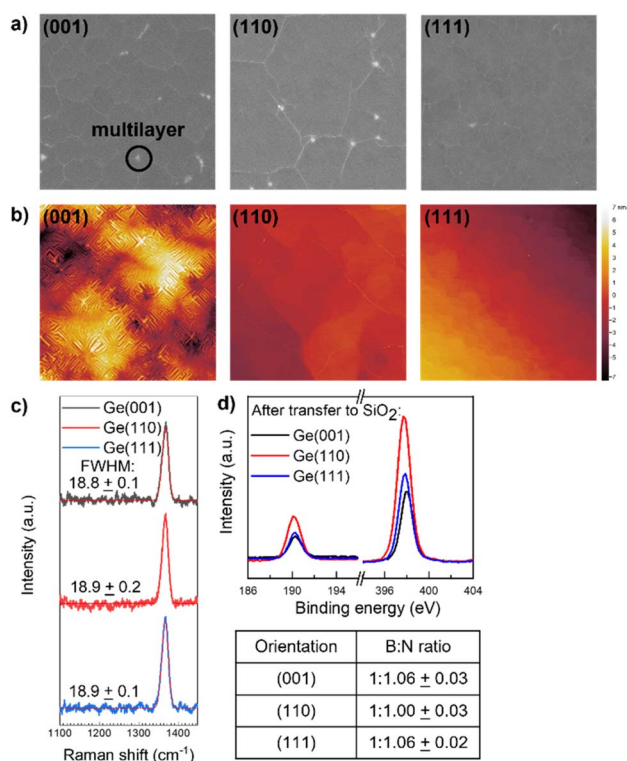 a)
(001)
(110)
(111)
multilayer
b)
(001)
(110)
(111)
7 nm
6
5
4
3
2
1
0
-1
-2
-3
-4
-5
-7
c)
Ge(001)
Ge(110)
Ge(111)
FWHM:
18.8 ± 0.1
18.9 ± 0.2
18.9 ± 0.1
Intensity (a.u.)
1100 1200 1300 1400
Raman shift (cm⁻¹)
d)
After transfer to SiO₂:
Ge(001)
Ge(110)
Ge(111)
Intensity (a.u.)
186 190 194 396 400 404
Binding energy (eV)
Orientation B:N ratio
(001) 1:1.06 ± 0.03
(110) 1:1.00 ± 0.03
(111) 1:1.06 ± 0.02